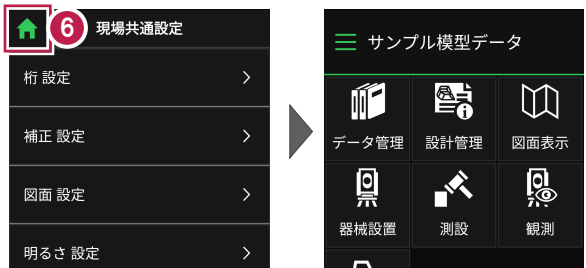 6
現場共通設定
桁 設定
補正 設定
図面 設定
明るさ 設定
サンプル模型データ
データ管理
設計管理
図面表示
器械設置
測設
観測